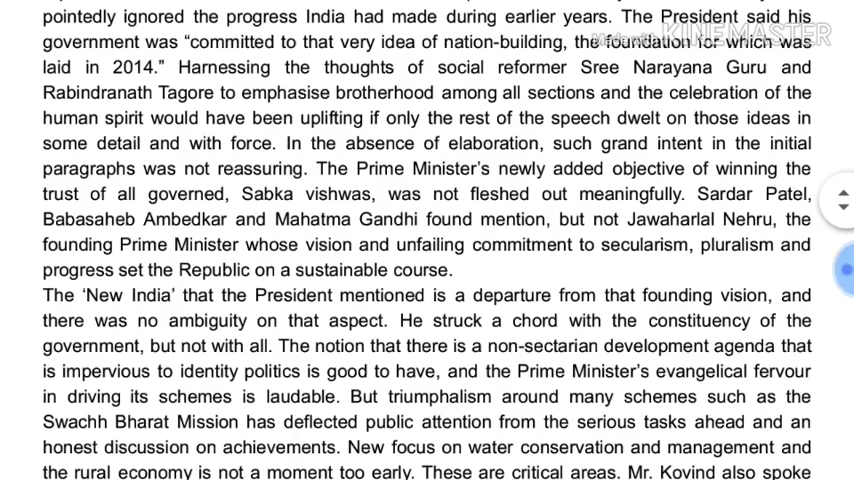 pointedly ignored the progress India had made during earlier years. The President said his
government was “committed to that very idea of nation-building, the foundation for which was
laid in 2014.” Harnessing the thoughts of social reformer Sree Narayana Guru and
Rabindranath Tagore to emphasise brotherhood among all sections and the celebration of the
human spirit would have been uplifting if only the rest of the speech dwelt on those ideas in
some detail and with force. In the absence of elaboration, such grand intent in the initial
paragraphs was not reassuring. The Prime Minister’s newly added objective of winning the
trust of all governed, Sabka vishwas, was not fleshed out meaningfully. Sardar Patel,
Babasaheb Ambedkar and Mahatma Gandhi found mention, but not Jawaharlal Nehru, the
founding Prime Minister whose vision and unfailing commitment to secularism, pluralism and
progress set the Republic on a sustainable course.
The ‘New India’ that the President mentioned is a departure from that founding vision, and
there was no ambiguity on that aspect. He struck a chord with the constituency of the
government, but not with all. The notion that there is a non-sectarian development agenda that
is impervious to identity politics is good to have, and the Prime Minister’s evangelical fervour
in driving its schemes is laudable. But triumphalism around many schemes such as the
Swachh Bharat Mission has deflected public attention from the serious tasks ahead and an
honest discussion on achievements. New focus on water conservation and management and
the rural economy is not a moment too early. These are critical areas. Mr. Kovind also spoke
Made with KINEMASTER